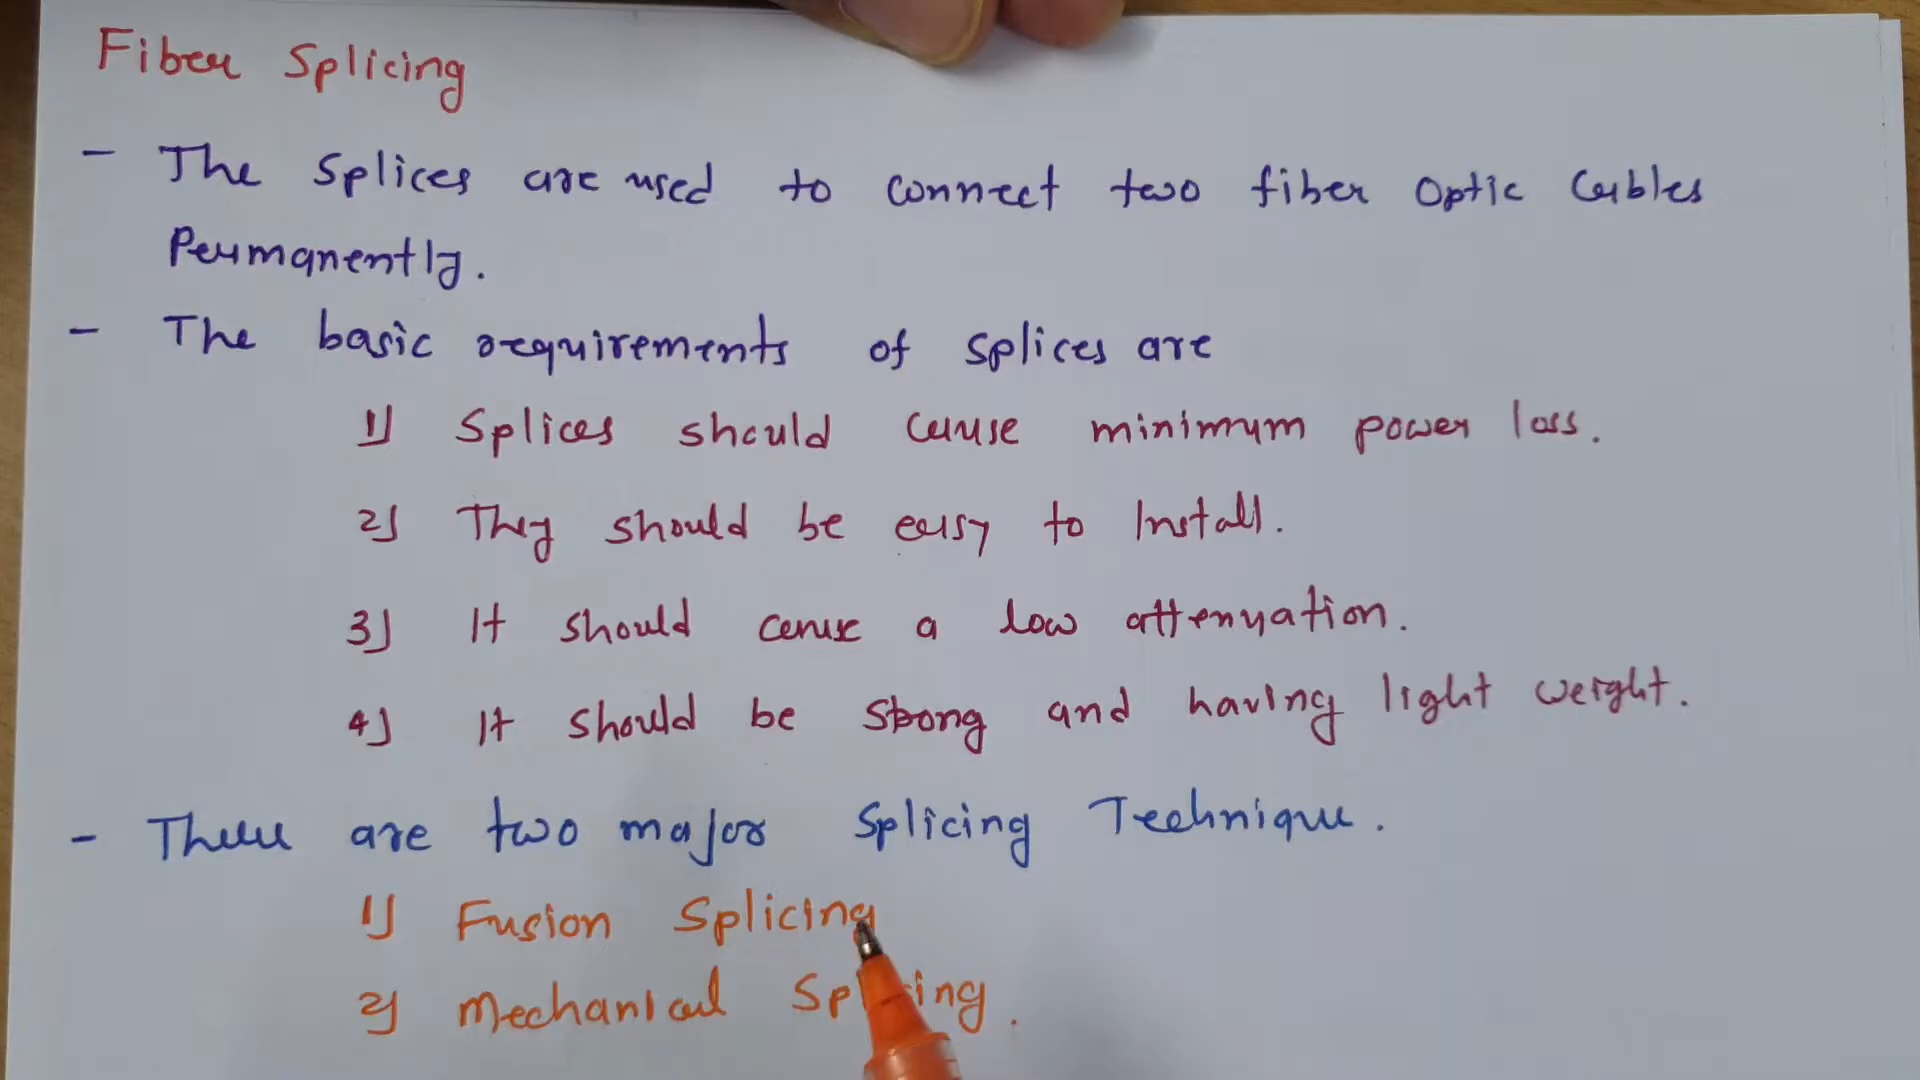 Fiber Splicing
- The Splices are used to connect two fiber Optic Cables
Permanently.
- The basic requirements of splices are
1) Splices should cause minimum power loss.
2) They should be easy to Install.
3) It should cause a low attenuation.
4) It should be strong and having light weight.
- There are two major Splicing Technique.
1) Fusion Splicing
2) Mechanical Splicing.